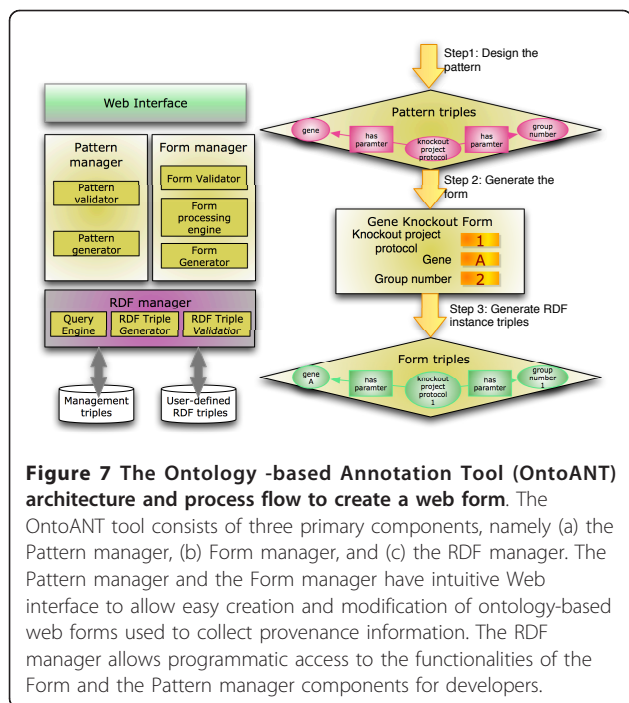 Web Interface
Pattern
manager
Pattern
validator
Pattern
generator
Form manager
Form Validator
Form
processing
engine
Form
Generator
RDF manager
Query
Engine
RDF Triple
Generator
RDF Triple
Validation
Management
triples
User-defined
RDF triples
Step1: Design the
pattern
Pattern triples
gene
has
paramter
knockout
project
protocol
has
paramter
group
number
Step 2: Generate the
form
Gene Knockout Form
Knockout project
protocol
1
Gene
A
Group number
2
Step 3: Generate RDF
instance triples
Form triples
gene
A
has
paramter
knockout
project
protocol
1
has
paramter
group
number
1
Figure 7 The Ontology -based Annotation Tool (OntoANT)
architecture and process flow to create a web form. The
OntoANT tool consists of three primary components, namely (a) the
Pattern manager, (b) Form manager, and (c) the RDF manager. The
Pattern manager and the Form manager have intuitive Web
interface to allow easy creation and modification of ontology-based
web forms used to collect provenance information. The RDF
manager allows programmatic access to the functionalities of the
Form and the Pattern manager components for developers.